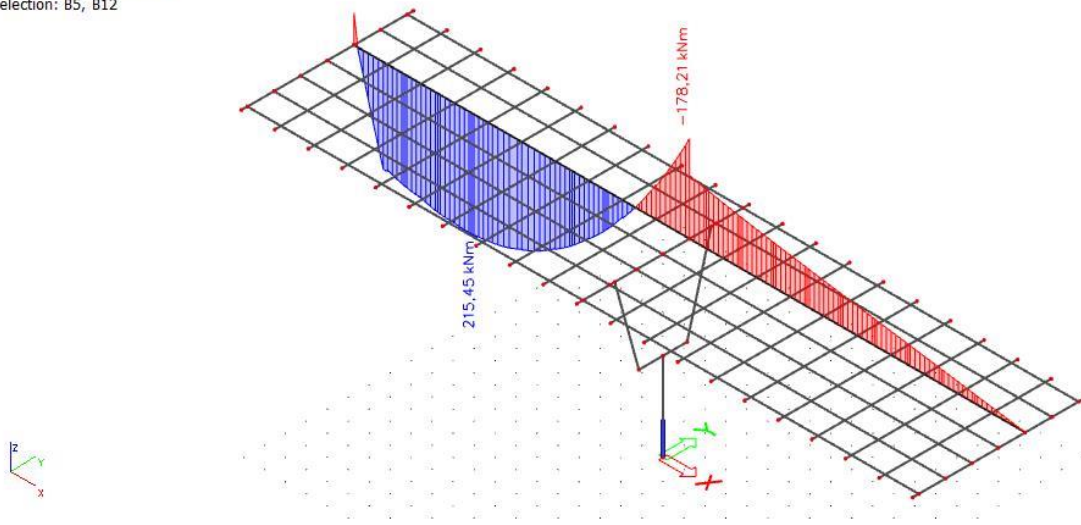 election: B5, B12
-178,21 kNm
215,45 kNm
Y
X
Z
Y
X